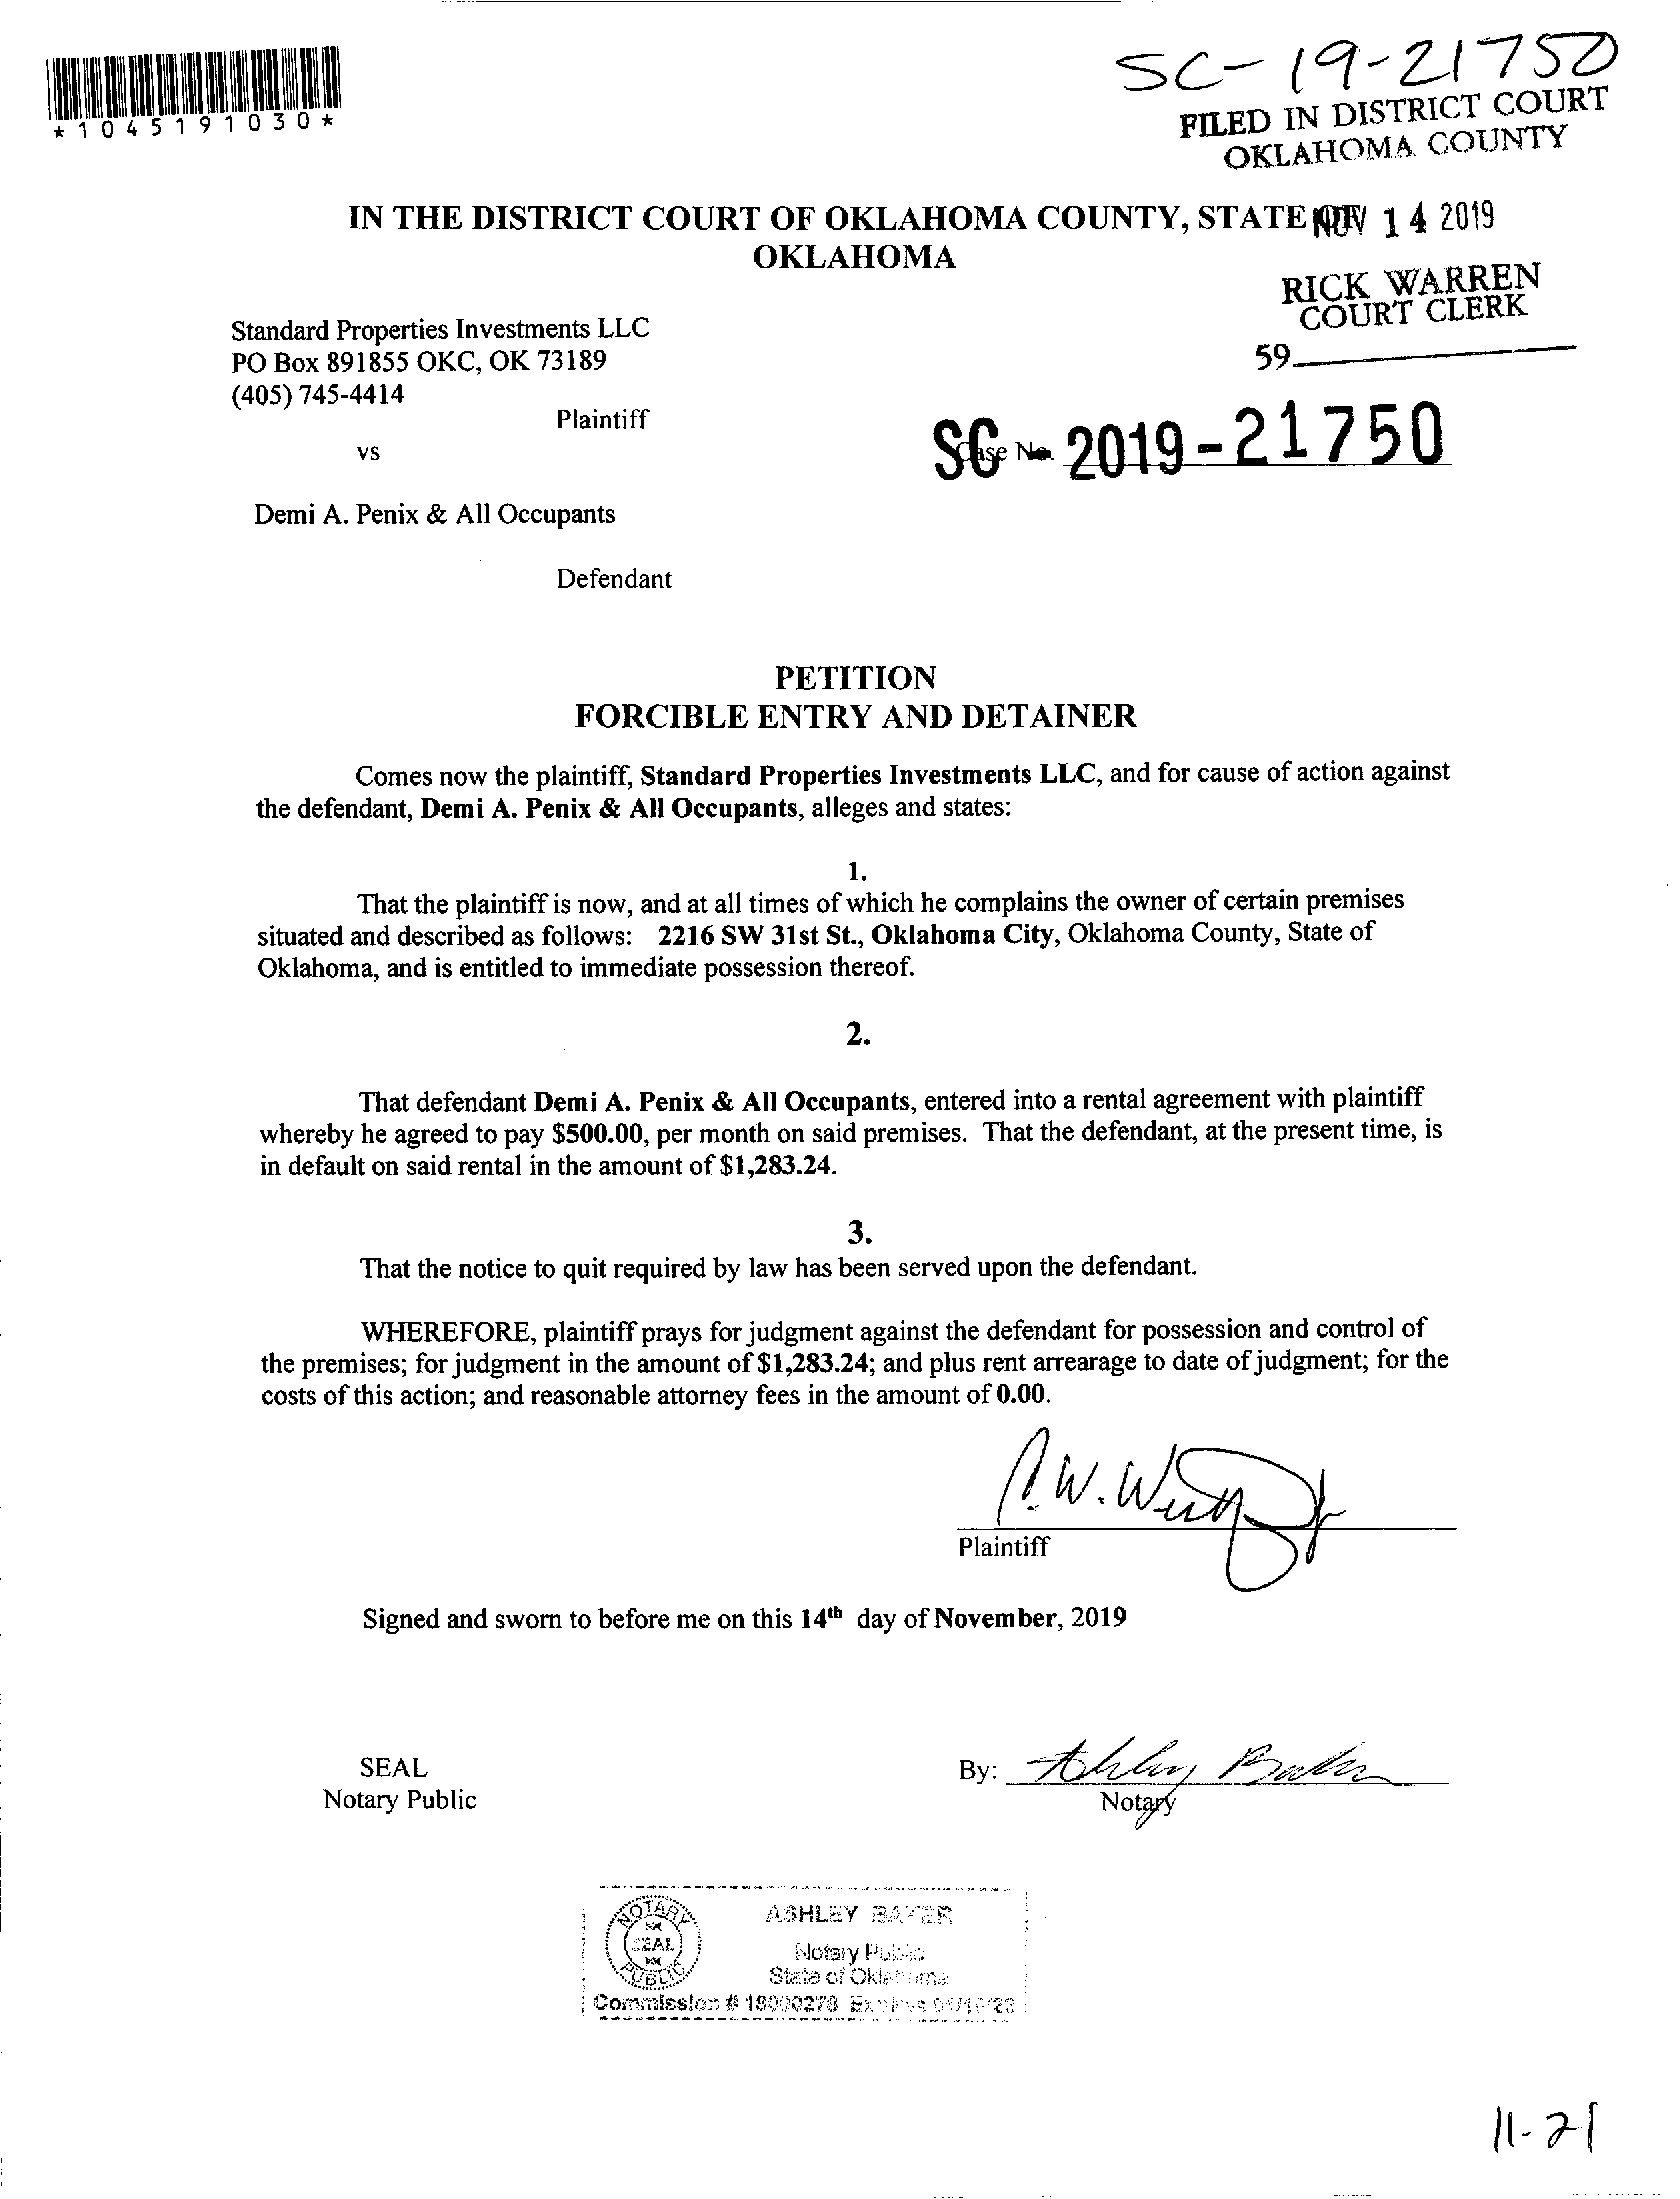 SC-19-21750
*1045191030*
FILED IN DISTRICT COURT
OKLAHOMA COUNTY
IN THE DISTRICT COURT OF OKLAHOMA COUNTY, STATE OF
NOV 14 2019
OKLAHOMA
RICK WARREN
COURT CLERK
59
Standard Properties Investments LLC
PO Box 891855 OKC, OK 73189
(405) 745-4414
Plaintiff
vs
Case No.
SC 2019-21750
Demi A. Penix & All Occupants
Defendant
PETITION
FORCIBLE ENTRY AND DETAINER
Comes now the plaintiff, Standard Properties Investments LLC, and for cause of action against
the defendant, Demi A. Penix & All Occupants, alleges and states:
1.
That the plaintiff is now, and at all times of which he complains the owner of certain premises
situated and described as follows: 2216 SW 31st St., Oklahoma City, Oklahoma County, State of
Oklahoma, and is entitled to immediate possession thereof.
2.
That defendant Demi A. Penix & All Occupants, entered into a rental agreement with plaintiff
whereby he agreed to pay $500.00, per month on said premises. That the defendant, at the present time, is
in default on said rental in the amount of $1,283.24.
3.
That the notice to quit required by law has been served upon the defendant.
WHEREFORE, plaintiff prays for judgment against the defendant for possession and control of
the premises; for judgment in the amount of $1,283.24; and plus rent arrearage to date of judgment; for the
costs of this action; and reasonable attorney fees in the amount of 0.00.
Plaintiff
Signed and sworn to before me on this 14th day of November, 2019
SEAL
Notary Public
By: Ashley Baker
Notary
NOTARY
SEAL
PUBLIC
ASHLEY BAKER
Notary Public
State of Oklahoma
Commission # 18000278 Expires
11-21